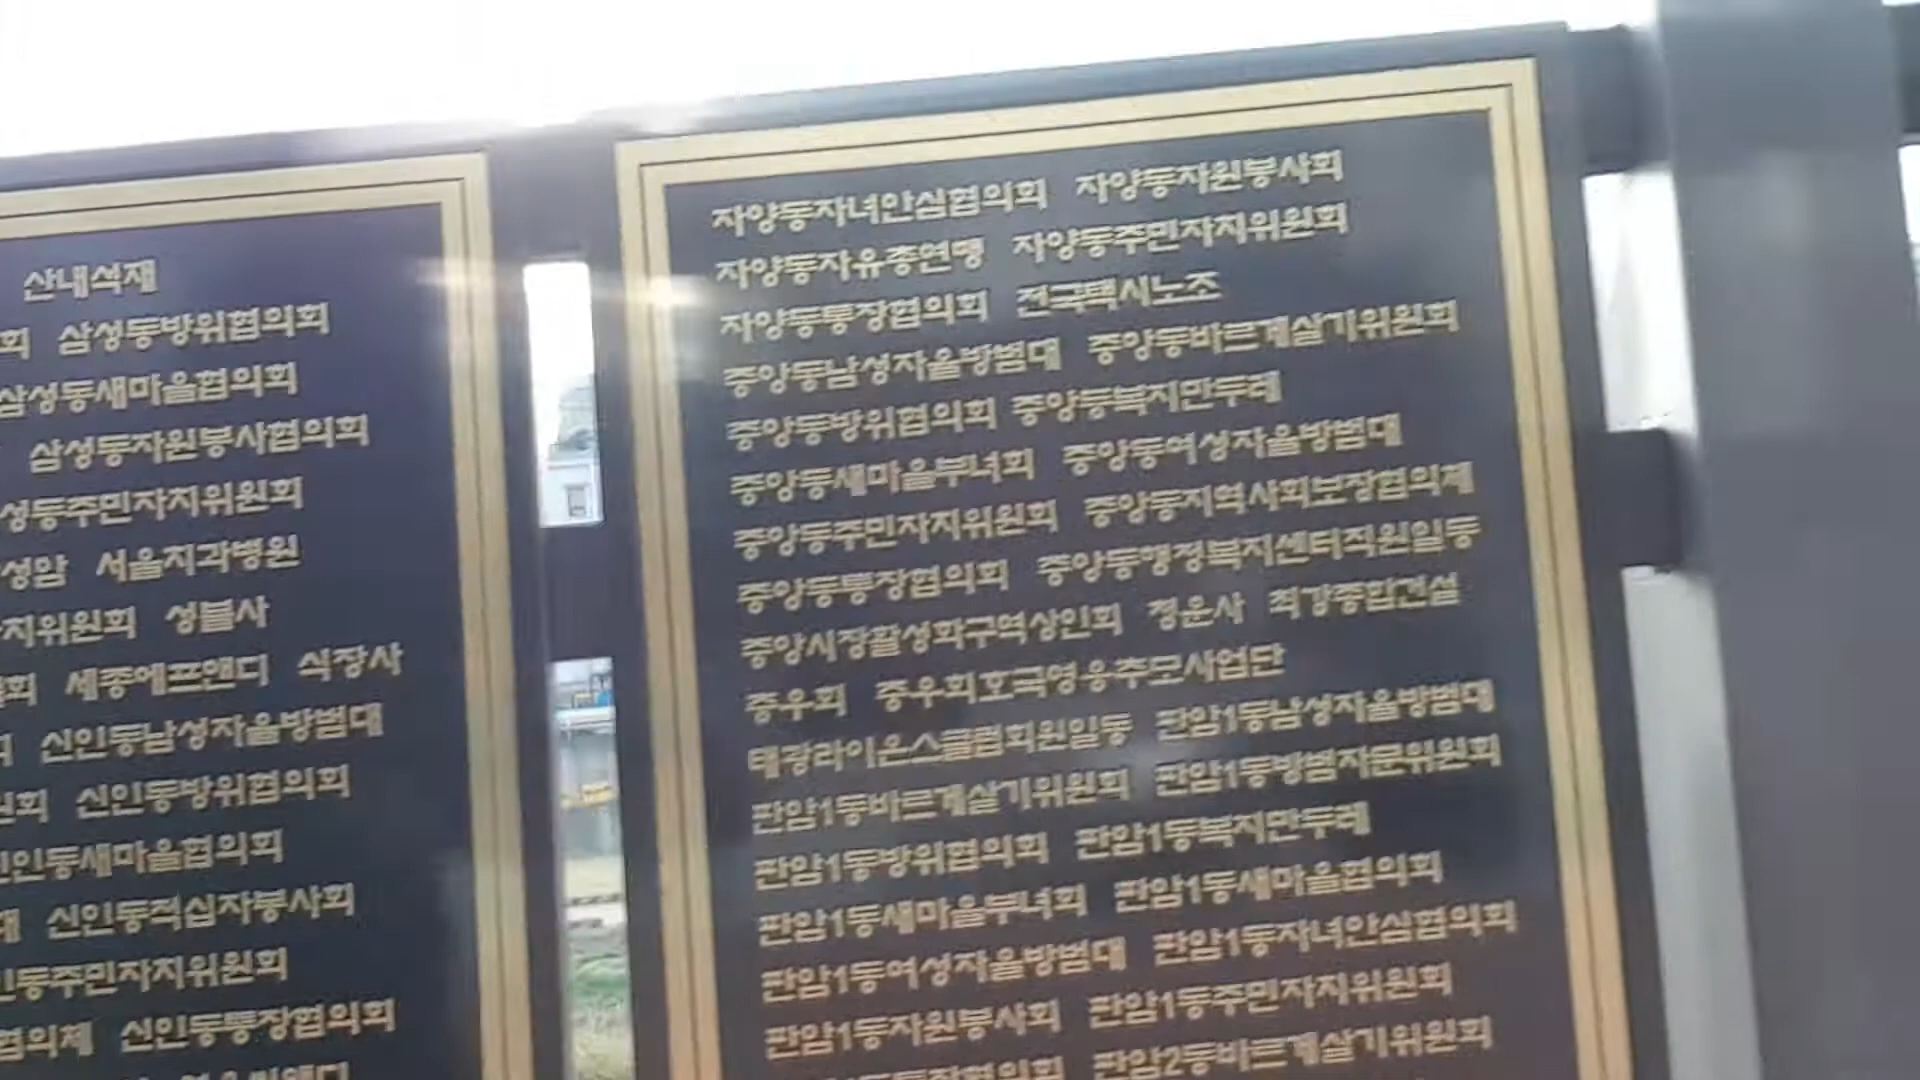 산내석재
회 삼성동방위협의회
삼성동새마을협의회
삼성동자원봉사협의회
성동주민자치위원회
성암 서울치과병원
치위원회 성불사
회 세종에프앤디 식장사
신인동남성자율방범대
원회 신인동방위협의회
신인동새마을협의회
대 신인동적십자봉사회
인동주민자치위원회
협의체 신인동통장협의회
자양동자녀안심협의회 자양동자원봉사회
자양동자유총연맹 자양동주민자치위원회
자양동통장협의회 전국택시노조
중앙동남성자율방범대 중앙동바르게살기위원회
중앙동방위협의회 중앙동복지만두레
중앙동새마을부녀회 중앙동여성자율방범대
중앙동주민자치위원회 중앙동지역사회보장협의체
중앙동통장협의회 중앙동행정복지센터직원일동
중앙시장활성화구역상인회 청운사 최강종합건설
충우회 충우회호국영웅추모사업단
태광라이온스클럽회원일동 판암1동남성자율방범대
판암1동바르게살기위원회 판암1동방범자문위원회
판암1동방위협의회 판암1동복지만두레
판암1동새마을부녀회 판암1동새마을협의회
판암1동여성자율방범대 판암1동자녀안심협의회
판암1동자원봉사회 판암1동주민자치위원회
판암2동바르게살기위원회